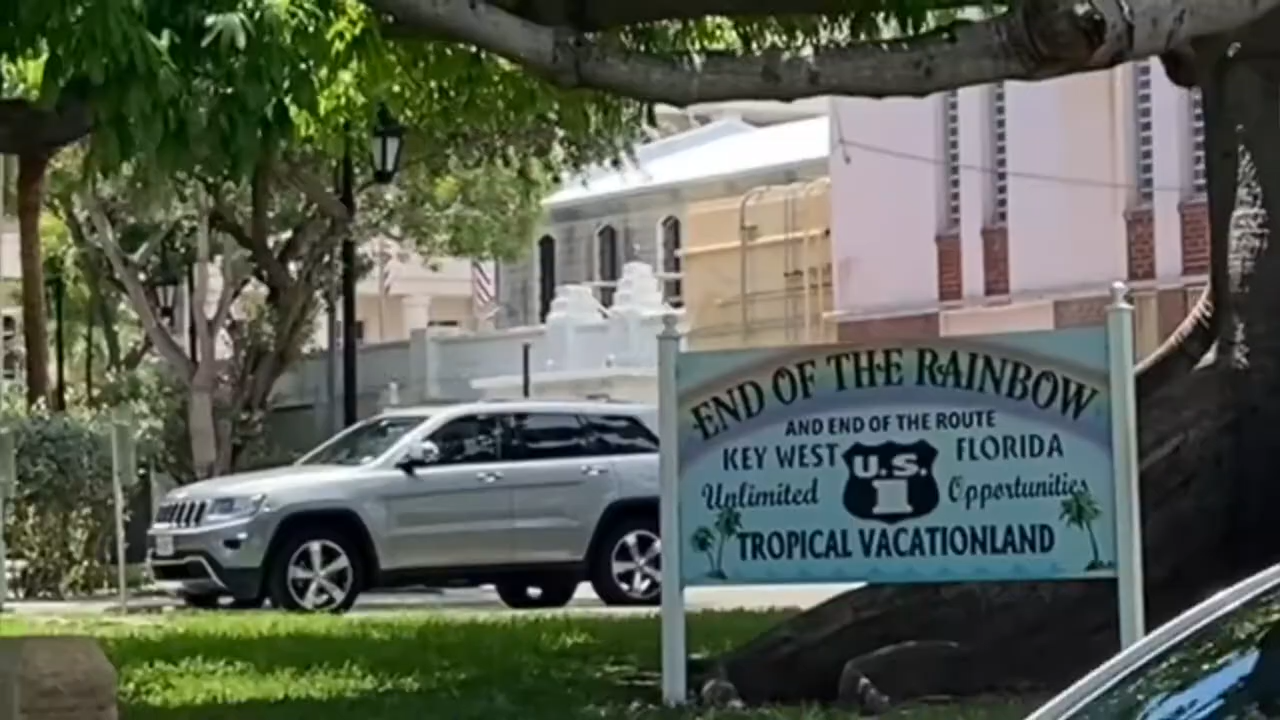 END OF THE RAINBOW
AND END OF THE ROUTE
KEY WEST U.S. 1 FLORIDA
Unlimited Opportunities
TROPICAL VACATIONLAND